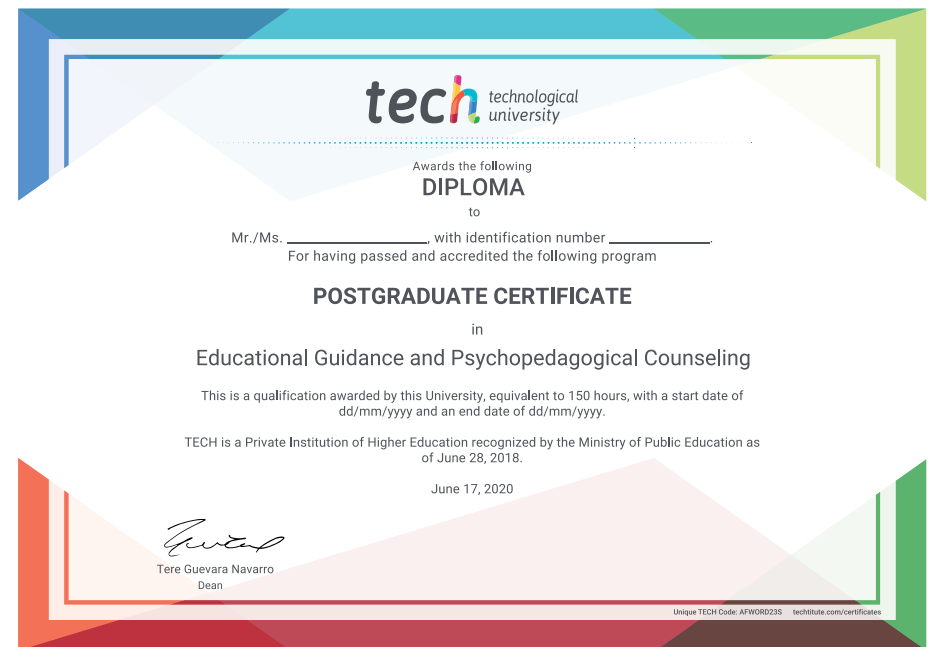 tech technological
university
Awards the following
DIPLOMA
to
Mr./Ms. ____________________, with identification number ______________.
For having passed and accredited the following program
POSTGRADUATE CERTIFICATE
in
Educational Guidance and Psychopedagogical Counseling
This is a qualification awarded by this University, equivalent to 150 hours, with a start date of
dd/mm/yyyy and an end date of dd/mm/yyyy.
TECH is a Private Institution of Higher Education recognized by the Ministry of Public Education as
of June 28, 2018.
June 17, 2020
Tere Guevara Navarro
Dean
Unique TECH Code: AFWORD23S techtitute.com/certificates